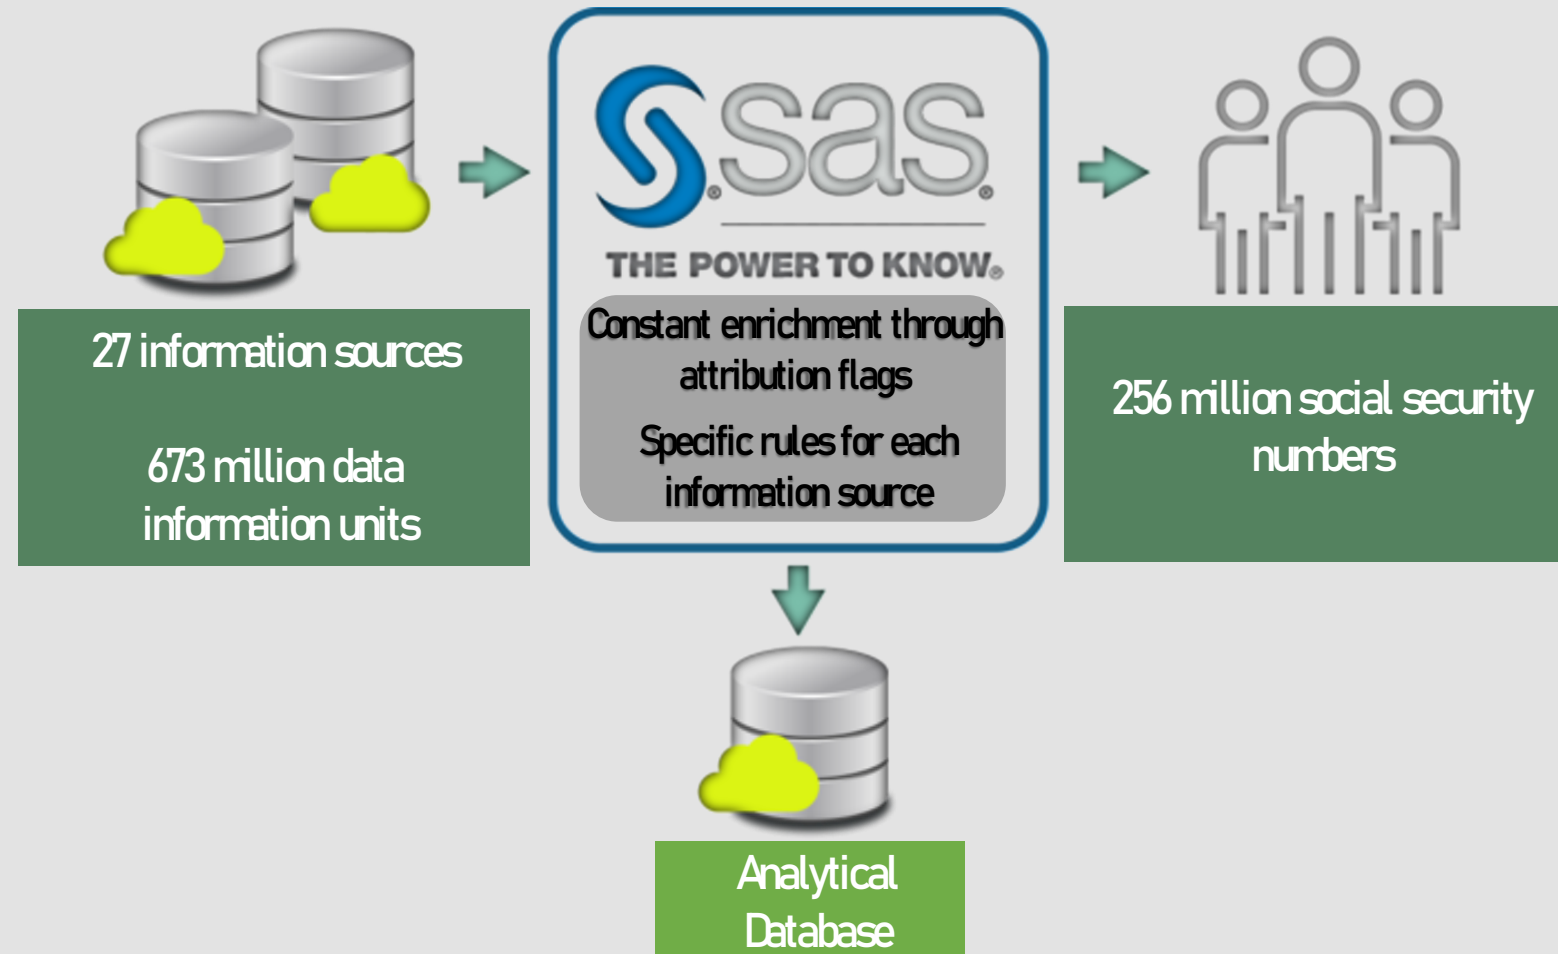 27 information sources
673 million data
information units
sas
THE POWER TO KNOW®
Constant enrichment through
attribution flags
Specific rules for each
information source
256 million social security
numbers
Analytical
Database